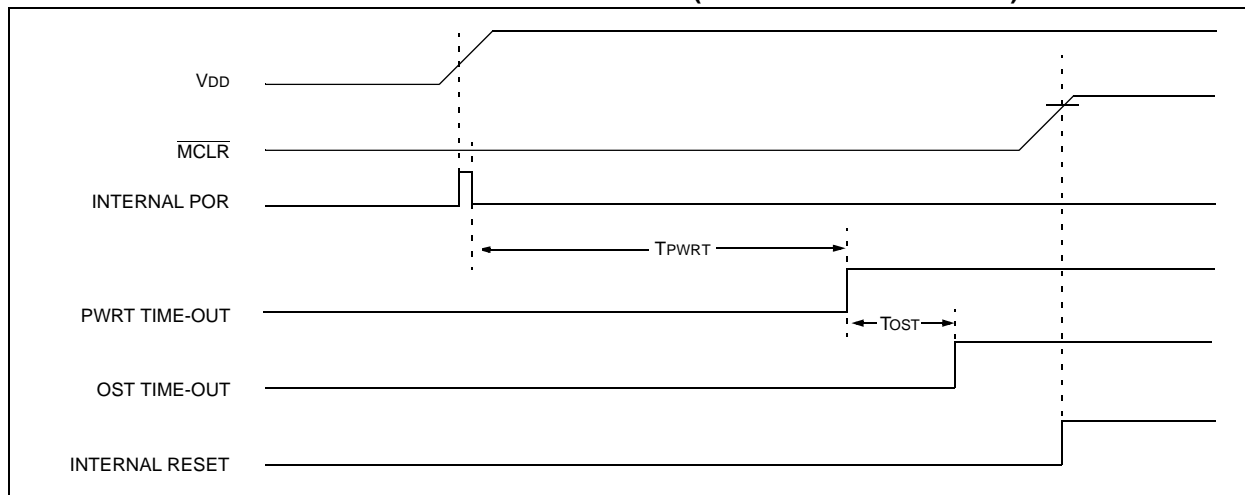 VDD
MCLR
INTERNAL POR
TPWRT
PWRT TIME-OUT
TOST
OST TIME-OUT
INTERNAL RESET